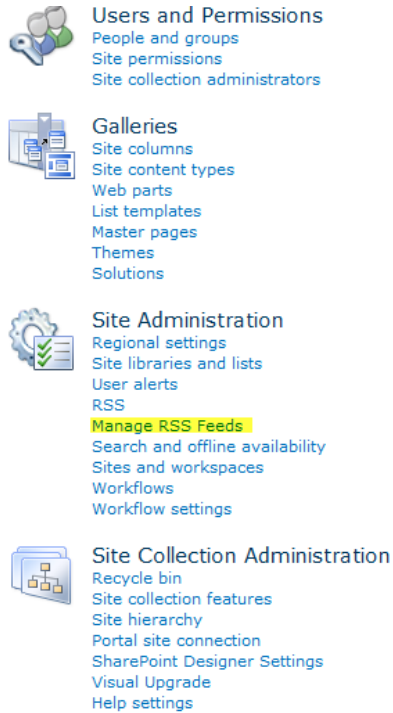 Users and Permissions
People and groups
Site permissions
Site collection administrators
Galleries
Site columns
Site content types
Web parts
List templates
Master pages
Themes
Solutions
Site Administration
Regional settings
Site libraries and lists
User alerts
RSS
Manage RSS Feeds
Search and offline availability
Sites and workspaces
Workflows
Workflow settings
Site Collection Administration
Recycle bin
Site collection features
Site hierarchy
Portal site connection
SharePoint Designer Settings
Visual Upgrade
Help settings